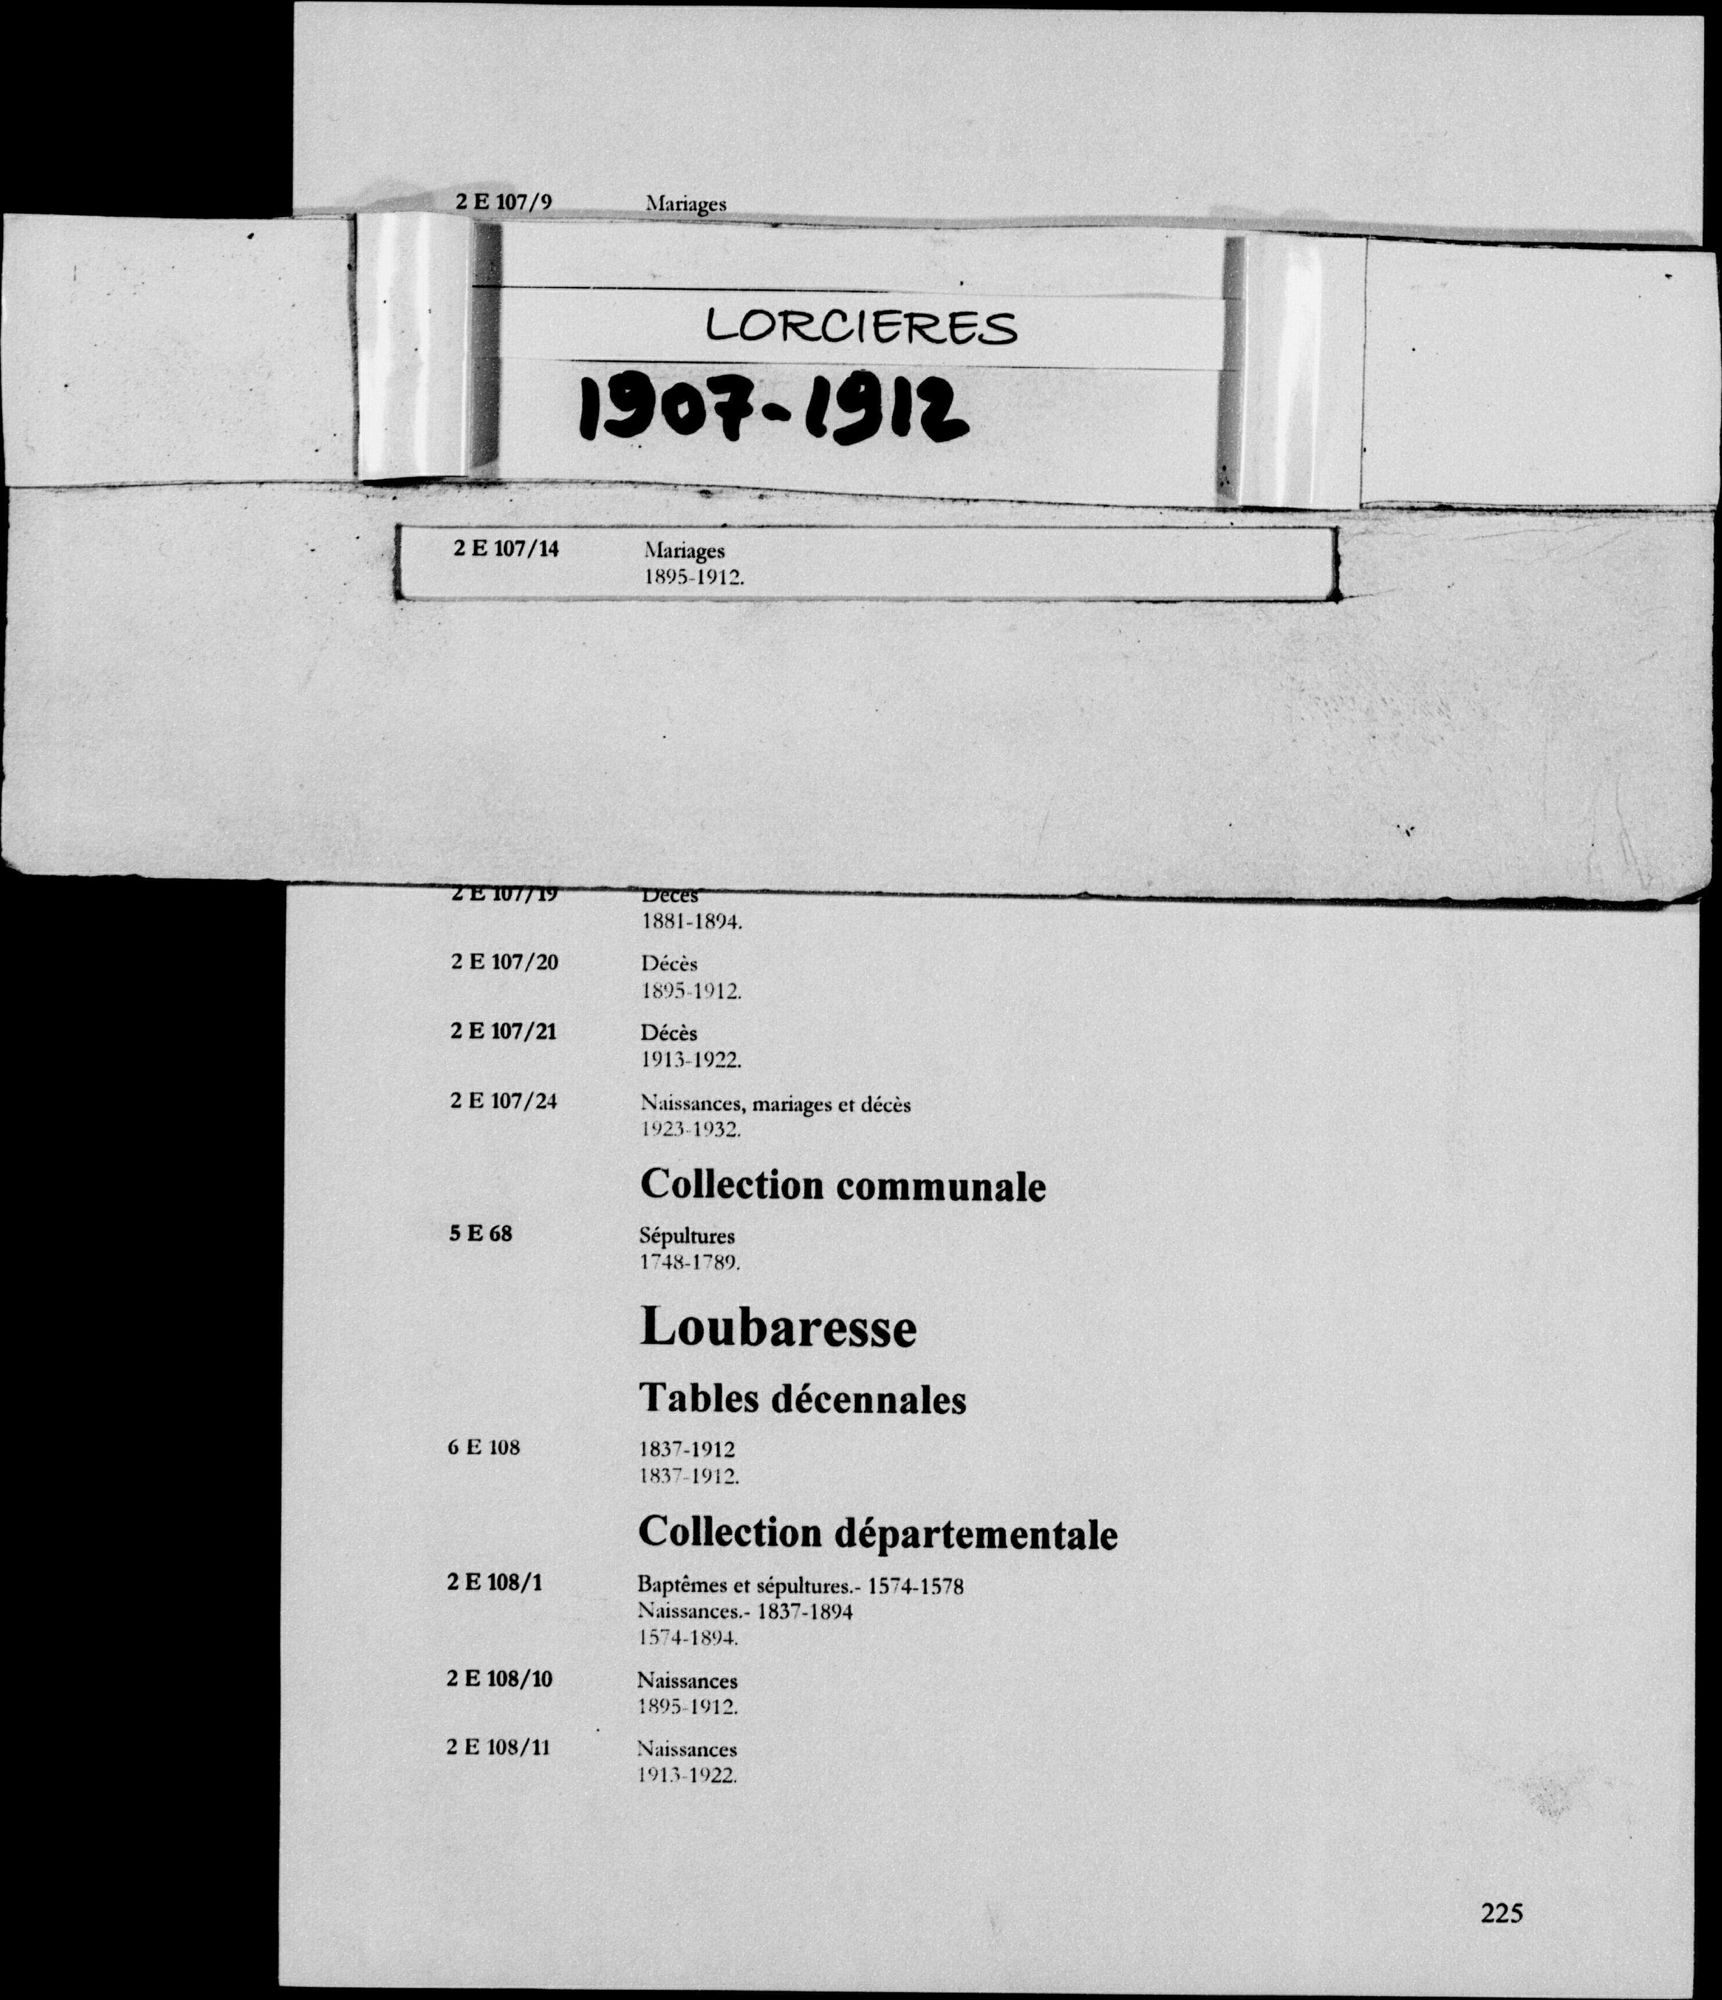 2 E 107/9 Mariages
LORCIERES
1907-1912
2 E 107/14 Mariages
1895-1912.
2 E 107/19 Décès
1881-1894.
2 E 107/20 Décès
1895-1912.
2 E 107/21 Décès
1913-1922.
2 E 107/24 Naissances, mariages et décès
1923-1932.
Collection communale
5 E 68 Sépultures
1748-1789.
Loubaresse
Tables décennales
6 E 108 1837-1912
1837-1912.
Collection départementale
2 E 108/1 Baptêmes et sépultures.- 1574-1578
Naissances.- 1837-1894
1574-1894.
2 E 108/10 Naissances
1895-1912.
2 E 108/11 Naissances
1913-1922.
225